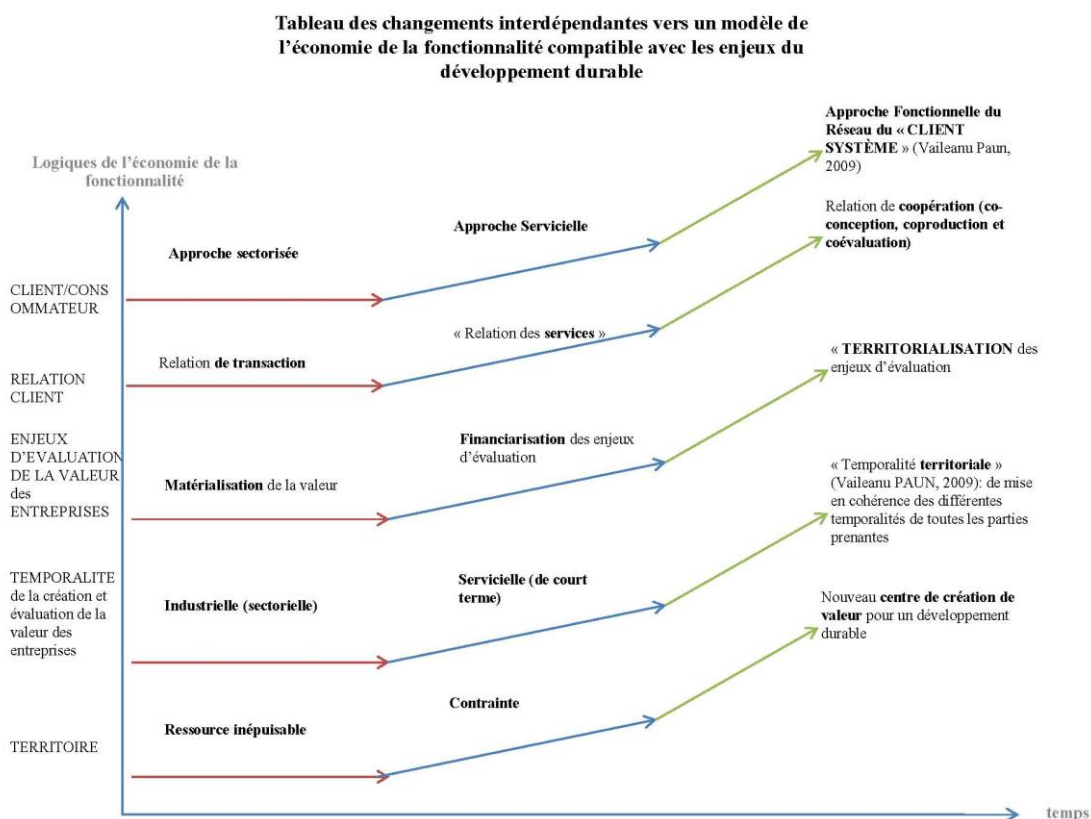 Tableau des changements interdépendantes vers un modèle de
l'économie de la fonctionnalité compatible avec les enjeux du
développement durable
Logiques de l'économie de la
fonctionnalité
Approche Fonctionnelle du
Réseau du « CLIENT
SYSTÈME » (Vaileanu Paun,
2009)
CLIENT/CONS
OMMATEUR
Approche sectorisée
Approche Servicielle
Relation de coopération (co-
conception, coproduction et
coévaluation)
RELATION
CLIENT
Relation de transaction
« Relation des services »
« TERRITORIALISATION des
enjeux d'évaluation
ENJEUX
D'EVALUATION
DE LA VALEUR
des
ENTREPRISES
Matérialisation de la valeur
Financiarisation des enjeux
d'évaluation
« Temporalité territoriale »
(Vaileanu PAUN, 2009): de mise
en cohérence des différentes
temporalités de toutes les parties
prenantes
TEMPORALITE
de la création et
évaluation de la
valeur des
entreprises
Industrielle (sectorielle)
Servicielle (de court
terme)
Nouveau centre de création de
valeur pour un développement
durable
TERRITOIRE
Ressource inépuisable
Contrainte
temps